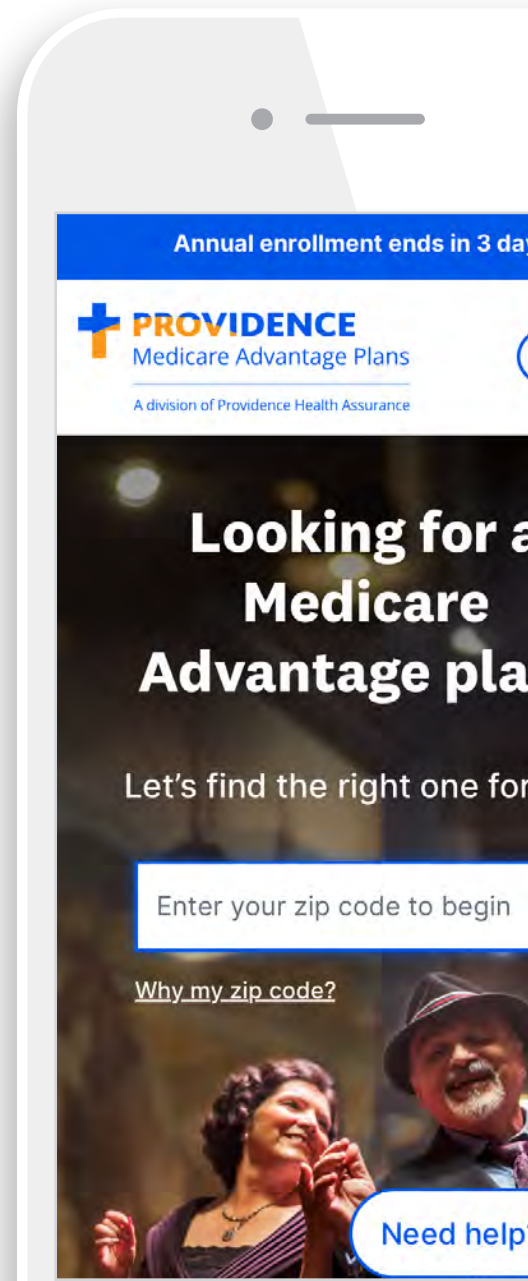 Annual enrollment ends in 3 day
PROVIDENCE
Medicare Advantage Plans
A division of Providence Health Assurance
Looking for a
Medicare
Advantage pla
Let's find the right one for
Enter your zip code to begin
Why my zip code?
Need help?